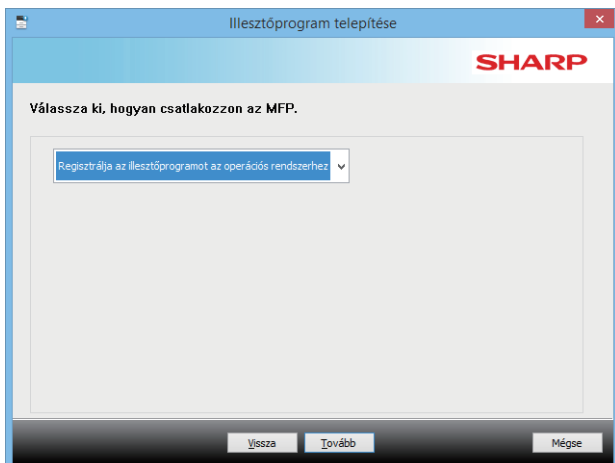 Illesztőprogram telepítése
SHARP
Válassza ki, hogyan csatlakozzon az MFP.
Regisztrálja az illesztőprogramot az operációs rendszerhez
Vissza Tovább Mégse